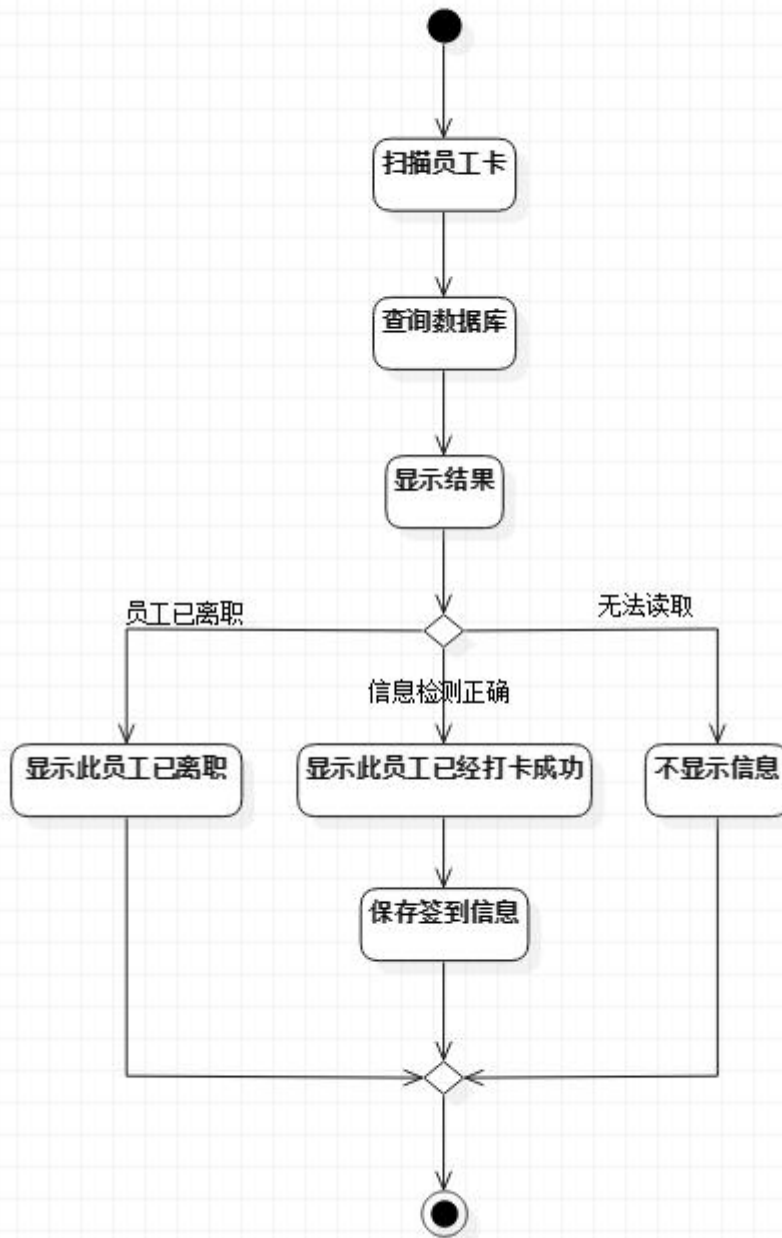 扫描员工卡
查询数据库
显示结果
员工已离职
无法读取
信息检测正确
显示此员工已离职
显示此员工已经打卡成功
不显示信息
保存签到信息